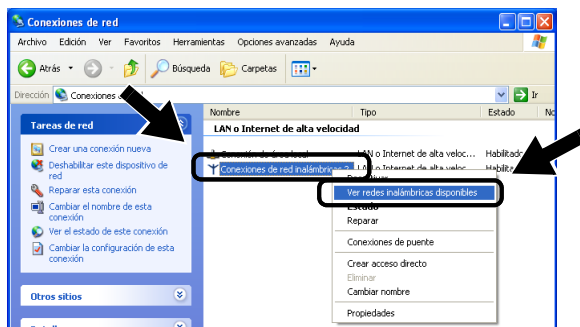 Conexiones de red
Archivo Edición Ver Favoritos Herramientas Opciones avanzadas Ayuda
Atrás Búsqueda Carpetas
Dirección Conexiones Ir
Nombre Tipo Estado
LAN o Internet de alta velocidad
LAN o Internet de alta veloc... Habilitado
Conexiones de red inalámbricas 2 LAN o Internet de alta veloc...
Ver redes inalámbricas disponibles
Estado
Reparar
Conexiones de puente
Crear acceso directo
Eliminar
Cambiar nombre
Propiedades
Tareas de red
Crear una conexión nueva
Deshabilitar este dispositivo de
red
Reparar esta conexión
Cambiar el nombre de esta
conexión
Ver el estado de esta conexión
Cambiar la configuración de esta
conexión
Otros sitios